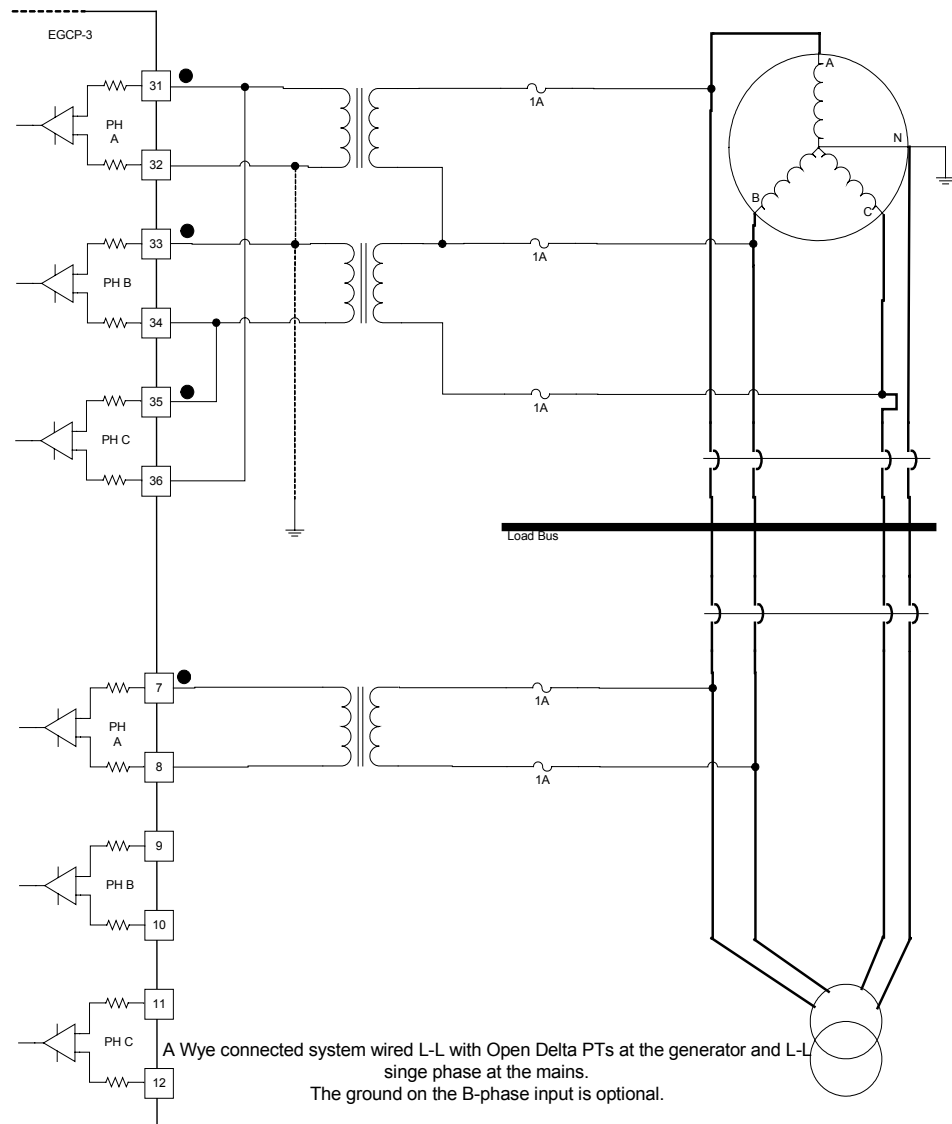 EGCP-3
31
PH
A
32
33
PH B
34
35
PH C
36
1A
1A
1A
A
N
B
C
Load Bus
7
PH
A
8
1A
1A
9
PH B
10
11
PH C
12
A Wye connected system wired L-L with Open Delta PTs at the generator and L-L
singe phase at the mains.
The ground on the B-phase input is optional.